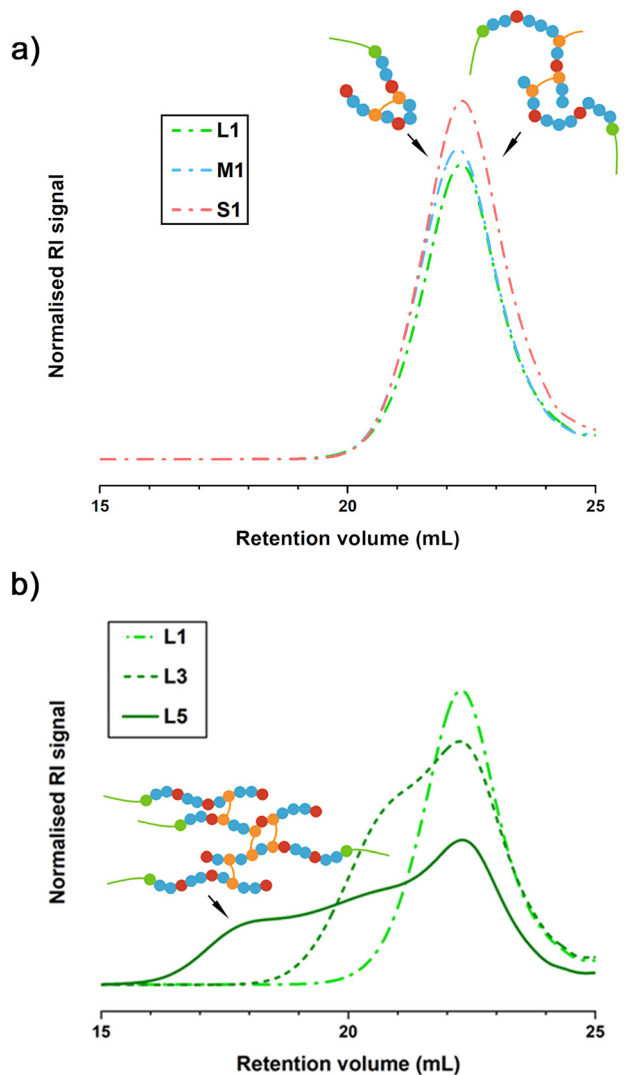 a)
L1
M1
S1
Normalised RI signal
15
20
25
Retention volume (mL)
b)
L1
L3
L5
Normalised RI signal
15
20
25
Retention volume (mL)